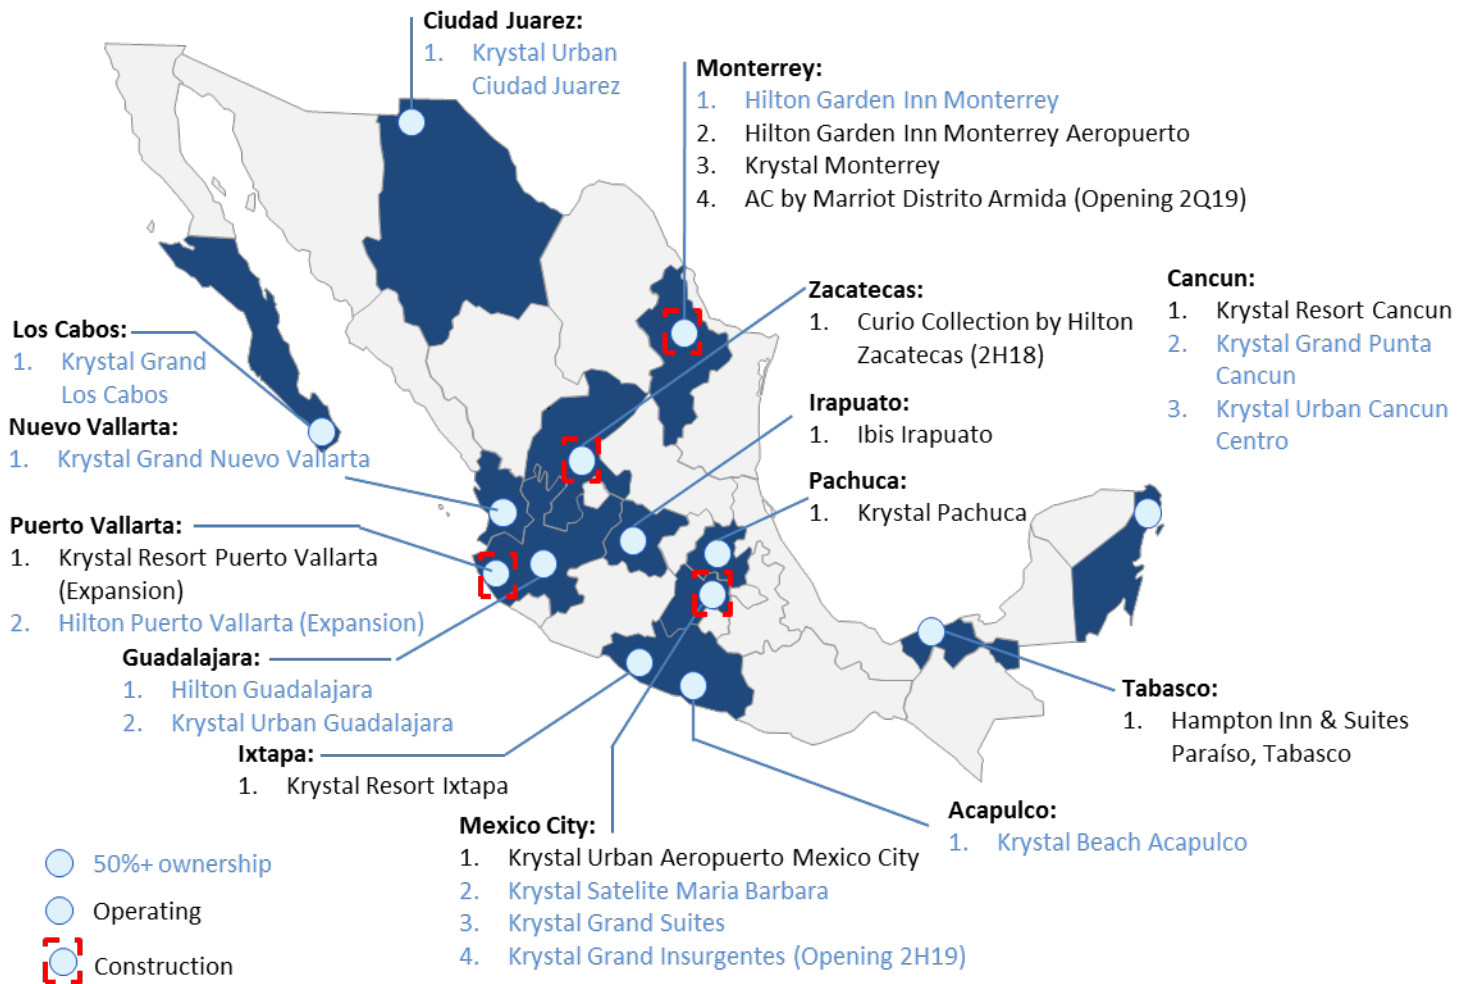 Ciudad Juarez:
1. Krystal Urban
Ciudad Juarez
Monterrey:
1. Hilton Garden Inn Monterrey
2. Hilton Garden Inn Monterrey Aeropuerto
3. Krystal Monterrey
4. AC by Marriot Distrito Armida (Opening 2Q19)
Zacatecas:
1. Curio Collection by Hilton
Zacatecas (2H18)
Cancun:
1. Krystal Resort Cancun
2. Krystal Grand Punta
Cancun
3. Krystal Urban Cancun
Centro
Los Cabos:
1. Krystal Grand
Los Cabos
Nuevo Vallarta:
1. Krystal Grand Nuevo Vallarta
Irapuato:
1. Ibis Irapuato
Pachuca:
1. Krystal Pachuca
Puerto Vallarta:
1. Krystal Resort Puerto Vallarta
(Expansion)
2. Hilton Puerto Vallarta (Expansion)
Guadalajara:
1. Hilton Guadalajara
2. Krystal Urban Guadalajara
Ixtapa:
1. Krystal Resort Ixtapa
Tabasco:
1. Hampton Inn & Suites
Paraíso, Tabasco
Acapulco:
1. Krystal Beach Acapulco
Mexico City:
1. Krystal Urban Aeropuerto Mexico City
2. Krystal Satelite Maria Barbara
3. Krystal Grand Suites
4. Krystal Grand Insurgentes (Opening 2H19)
50%+ ownership
Operating
Construction